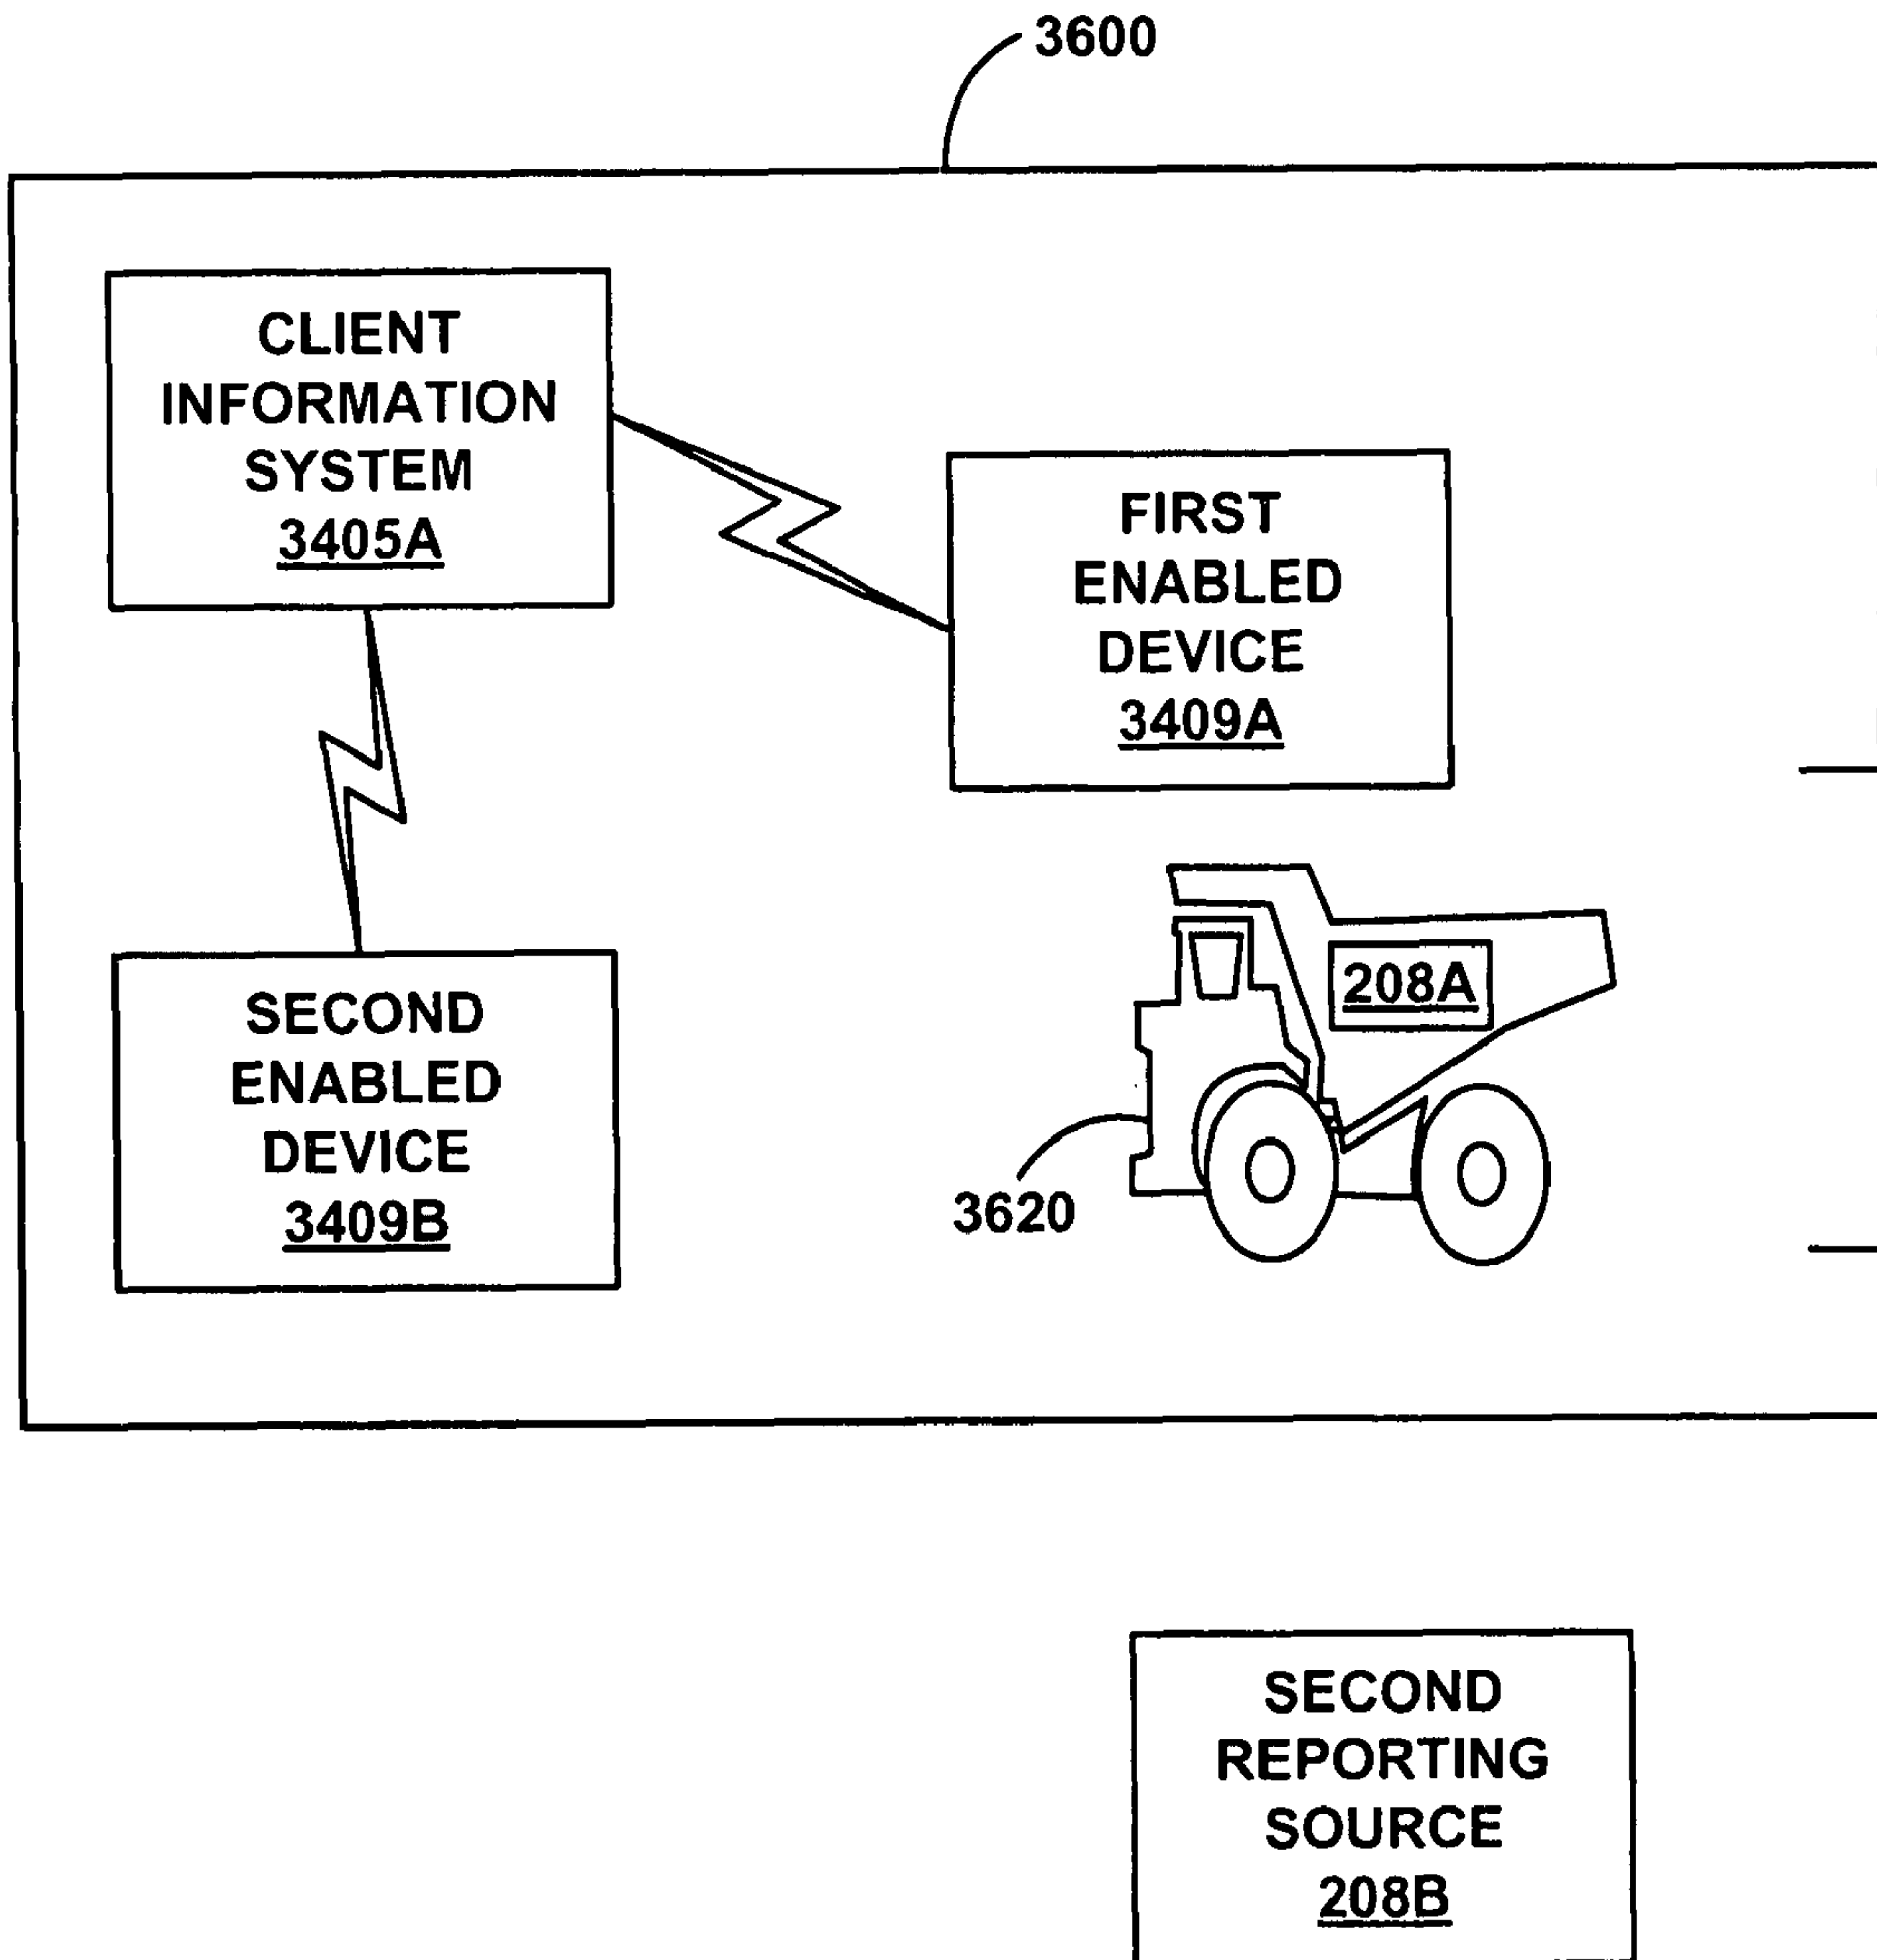 3600
CLIENT
INFORMATION
SYSTEM
3405A
FIRST
ENABLED
DEVICE
3409A
208A
SECOND
ENABLED
DEVICE
3409B
3620
SECOND
REPORTING
SOURCE
208B